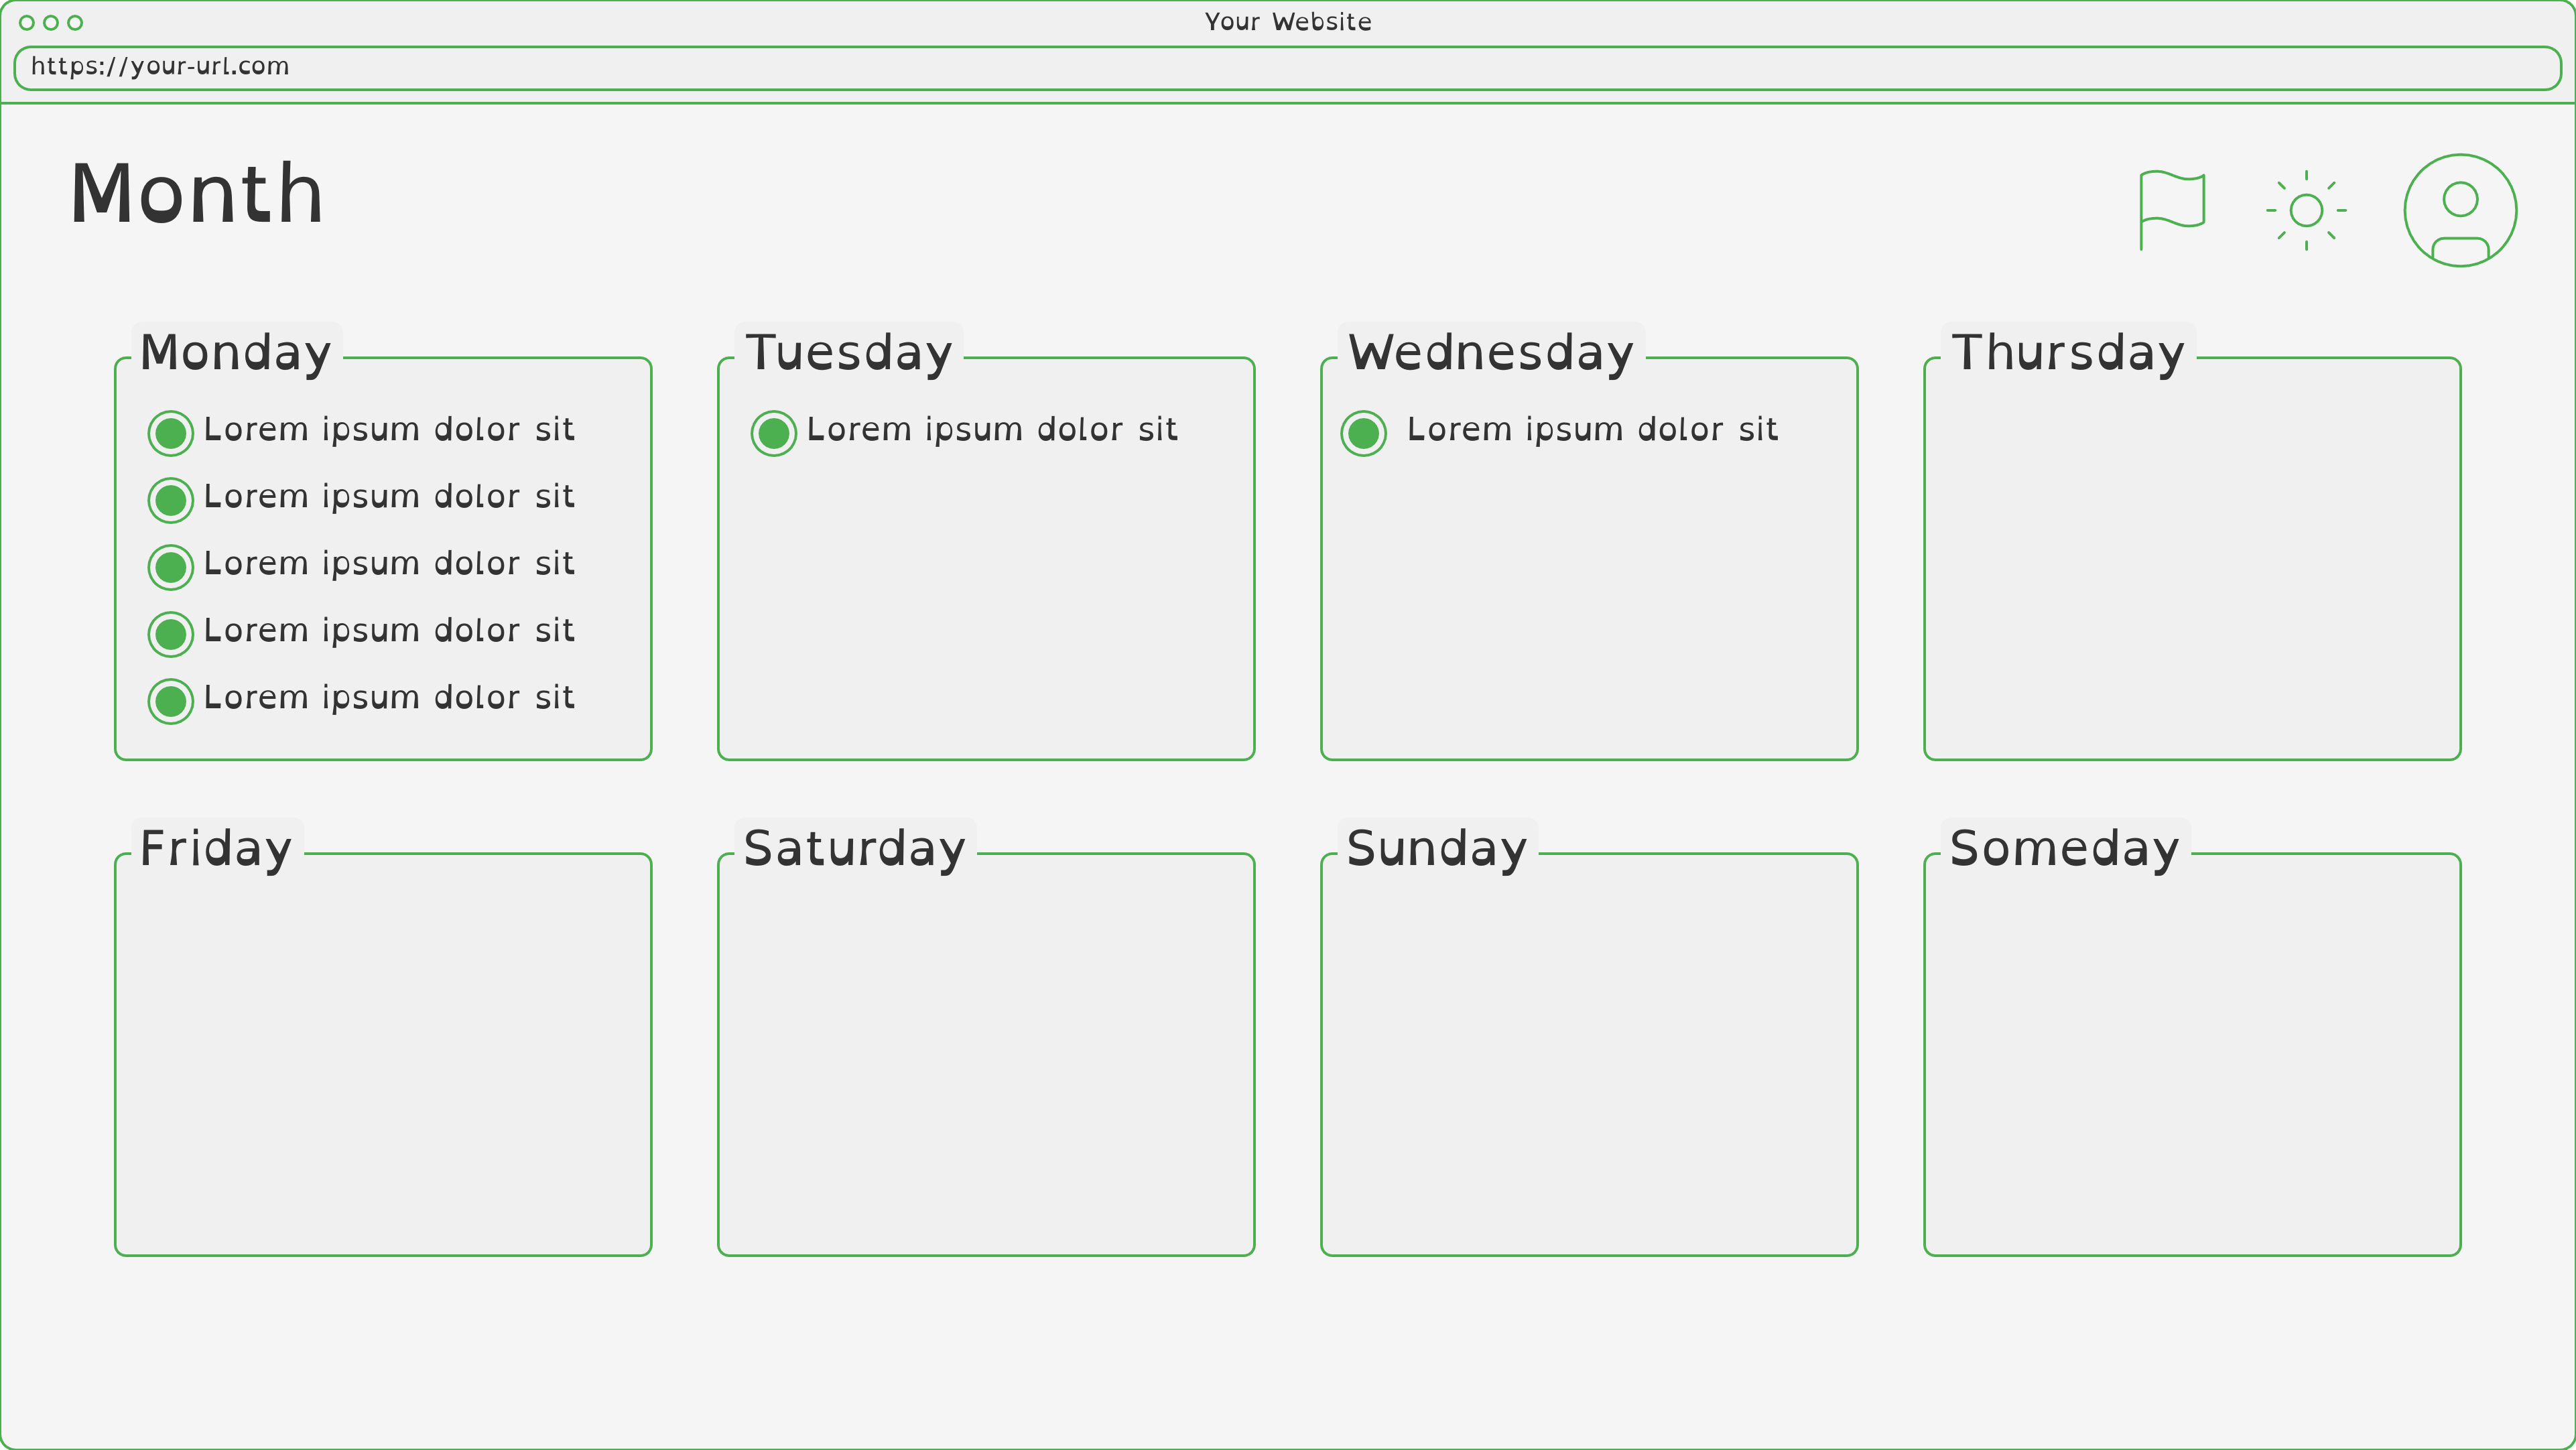 Your Website
https://your-url.com
Month
Monday
Lorem ipsum dolor sit
Lorem ipsum dolor sit
Lorem ipsum dolor sit
Lorem ipsum dolor sit
Lorem ipsum dolor sit
Tuesday
Lorem ipsum dolor sit
Wednesday
Lorem ipsum dolor sit
Thursday
Friday
Saturday
Sunday
Someday